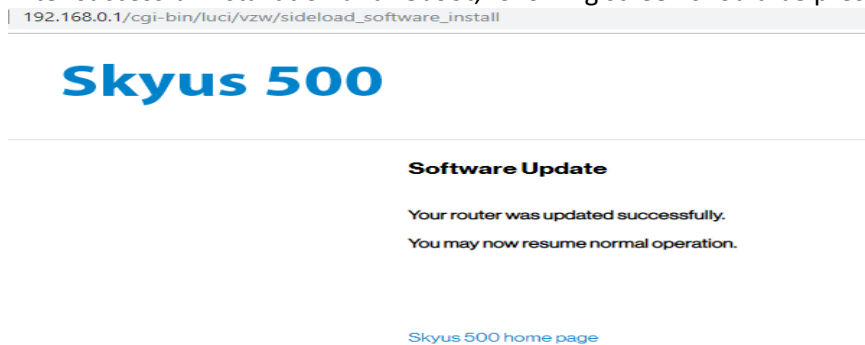 192.168.0.1/cgi-bin/luci/vzw/sideload_software_install
Skyus 500
Software Update
Your router was updated successfully.
You may now resume normal operation.
Skyus 500 home page